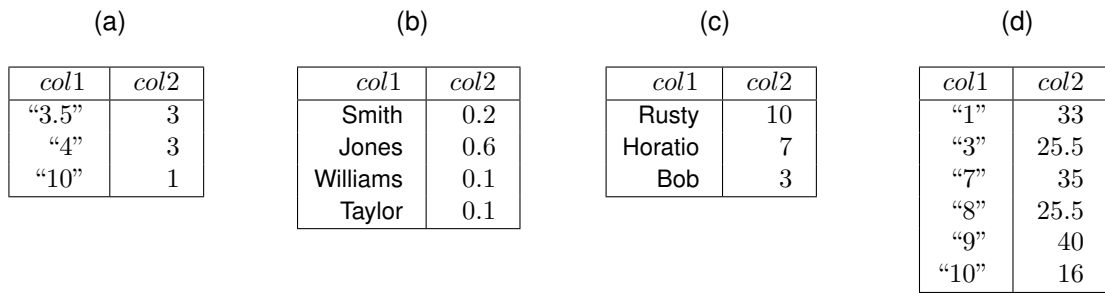 (a) (b) (c) (d)
col1 col2
“3.5” 3
“4” 3
“10” 1
col1 col2
Smith 0.2
Jones 0.6
Williams 0.1
Taylor 0.1
col1 col2
Rusty 10
Horatio 7
Bob 3
col1 col2
“1” 33
“3” 25.5
“7” 35
“8” 25.5
“9” 40
“10” 16